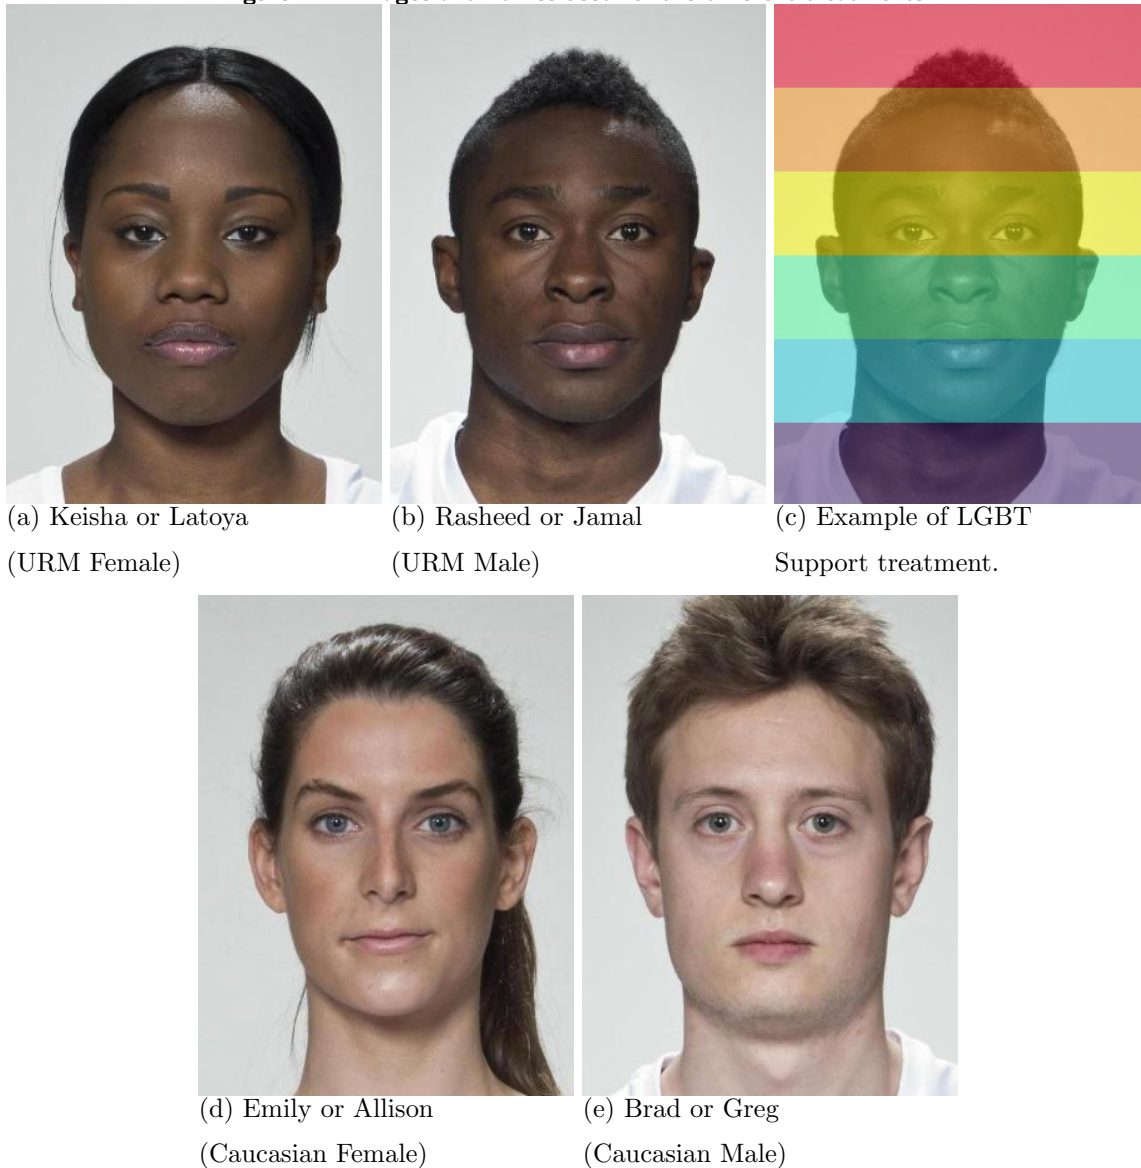 (a) Keisha or Latoya
(URM Female)
(b) Rasheed or Jamal
(URM Male)
(c) Example of LGBT
Support treatment.
(d) Emily or Allison
(Caucasian Female)
(e) Brad or Greg
(Caucasian Male)